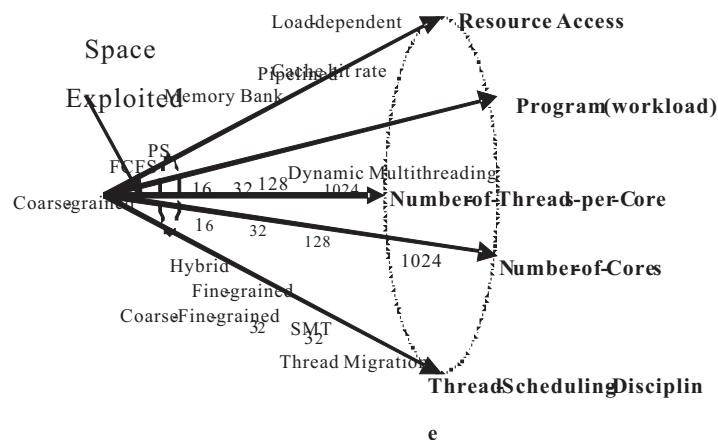 Load-dependent
Resource Access
Space
Cache hit rate
Pipelined
Exploited
Memory Bank
Program(workload)
PS
FCFS
Dynamic Multithreading
16 32 128 1024
Coarse-grained
Number-of-Threads-per-Core
16 32 128 1024
Hybrid
Number-of-Cores
Fine-grained
Coarse-Fine-grained
32
SMT
32
Thread Migration
Thread-Scheduling-Disciplin
e